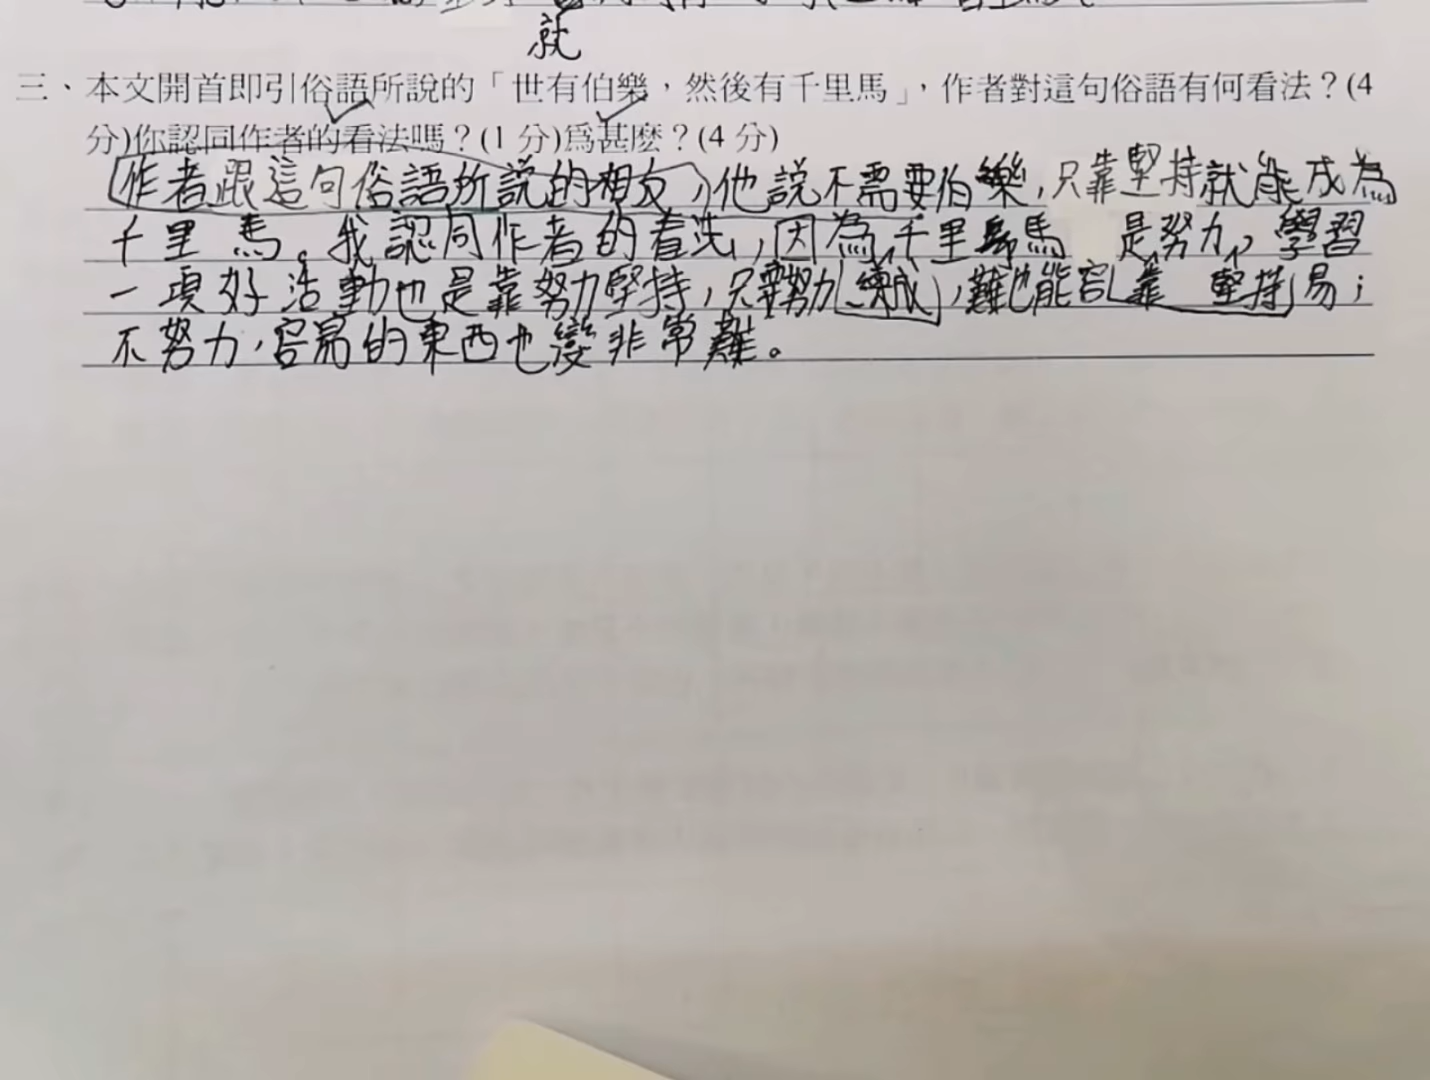 就
三、本文開首即引俗語所說的「世有伯樂，然後有千里馬」，作者對這句俗語有何看法？(4
分)你認同作者的看法嗎？(1 分)爲甚麼？(4 分)
作者跟這句俗語所說的相反，他說不需要伯樂，只靠堅持就能成為
千里馬。我認同作者的看法，因為千里馬是努力，學習
一項好活動也是靠努力堅持，只要努力練成，難也能容靠堅持易；
不努力，容易的東西也變非常難。